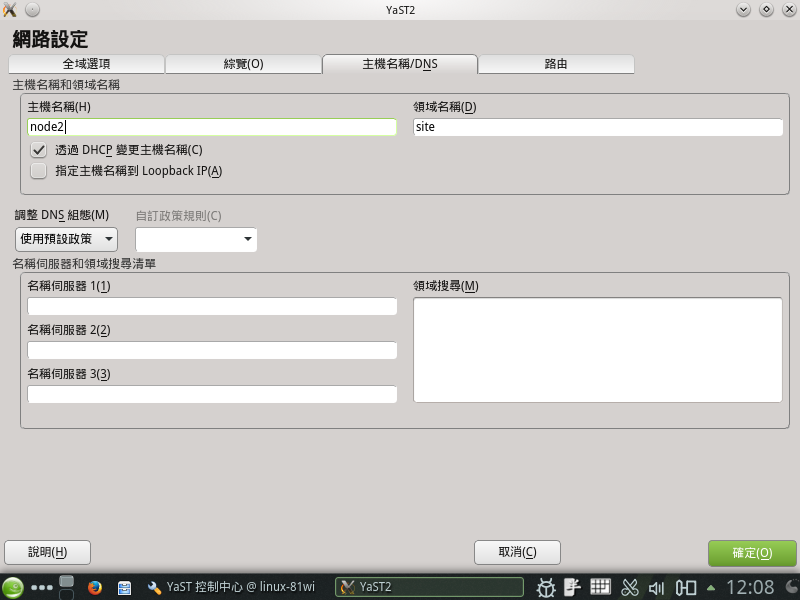 YaST2
網路設定
全域選項
綜覽(O)
主機名稱/DNS
路由
主機名稱和領域名稱
主機名稱(H)
領域名稱(D)
node2
site
透過 DHCP 變更主機名稱(C)
指定主機名稱到 Loopback IP(A)
調整 DNS 組態(M)
自訂政策規則(C)
使用預設政策
名稱伺服器和領域搜尋清單
名稱伺服器 1(1)
領域搜尋(M)
名稱伺服器 2(2)
名稱伺服器 3(3)
說明(H)
取消(C)
確定(O)
YaST 控制中心 @ linux-81wi
YaST2
12:08